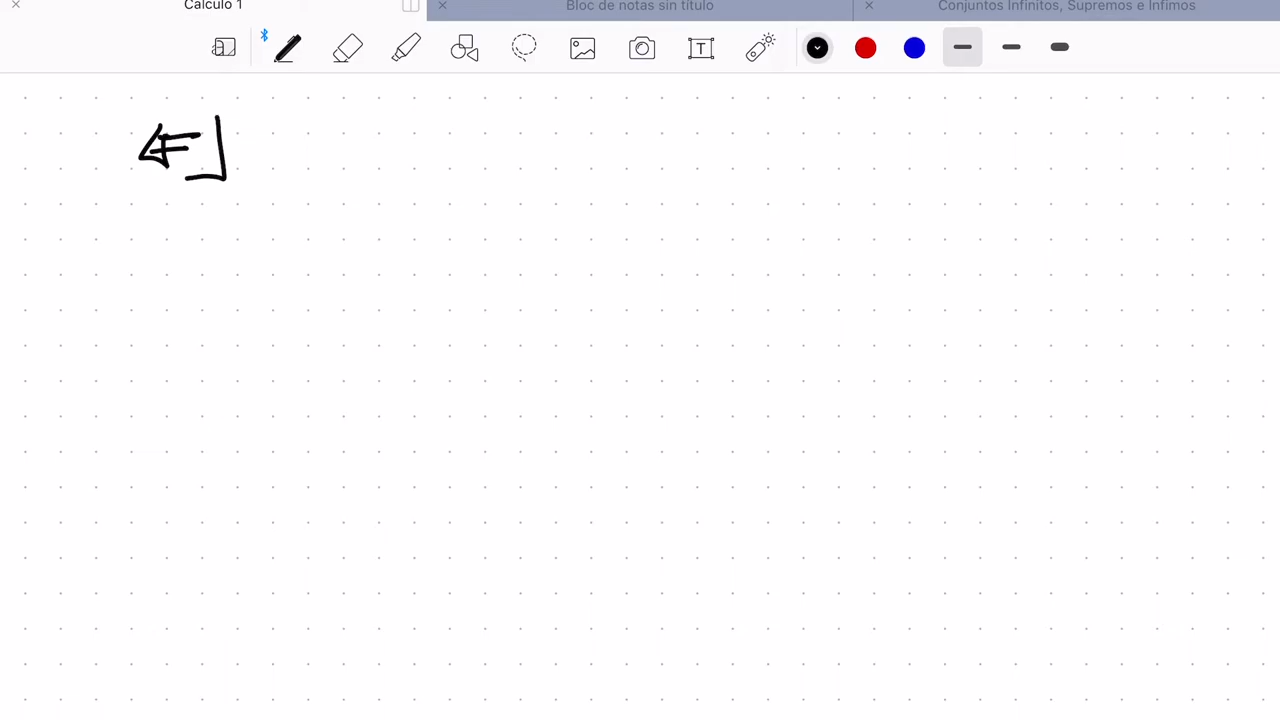 Calculo 1 Bloc de notas sin título Conjuntos Infinitos, Supremos e Infimos
⇐]